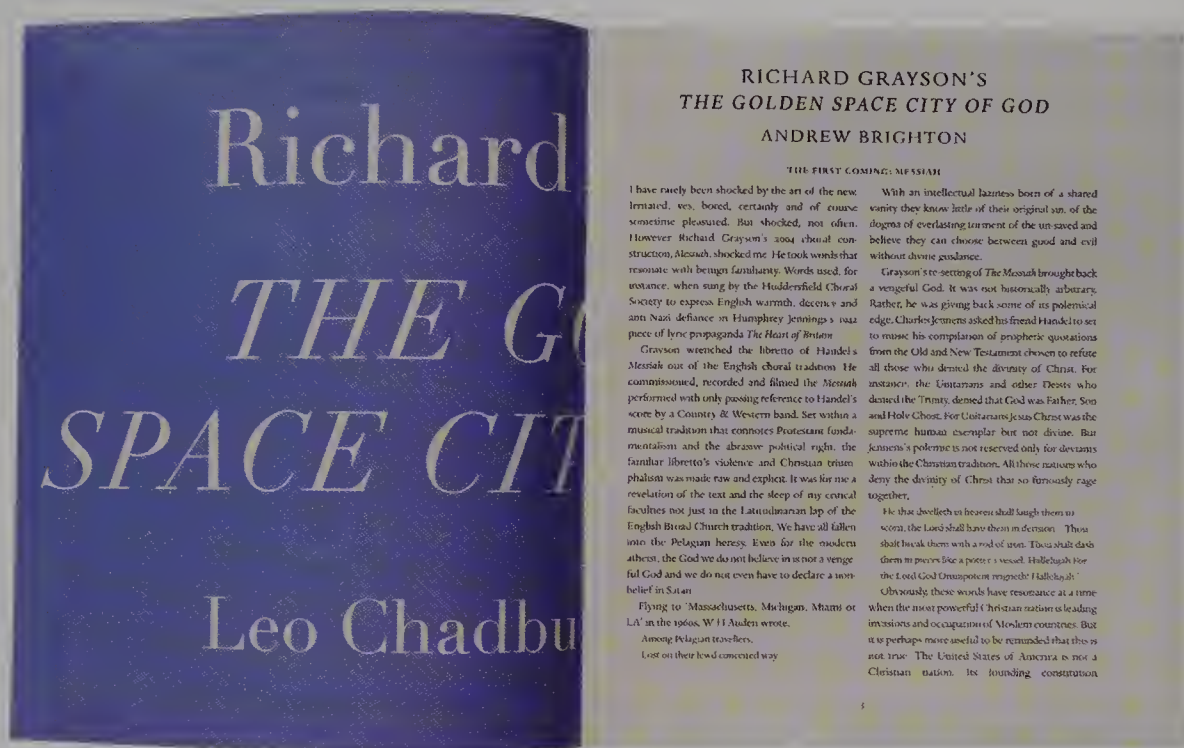 Richard
THE G
SPACE CIT
Leo Chadbu
RICHARD GRAYSON'S
THE GOLDEN SPACE CITY OF GOD
ANDREW BRIGHTON
THE FIRST COMING: MESSIAH
I have rarely been shocked by the art of the new.
Irritated, yes, bored, certainly and of course
sometime pleasured. But shocked, not often.
However Richard Grayson's 2004 choral con-
struction, Messiah, shocked me. He took words that
resonate with benign familiarity. Words used, for
instance, when sung by the Huddersfield Choral
Society to express English warmth, decency and
anti Nazi defiance in Humphrey Jennings's 1942
piece of lyric propaganda The Heart of Britain
Grayson wrenched the libretto of Handel's
Messiah out of the English choral tradition. He
commissioned, recorded and filmed the Messiah
performed with only passing reference to Handel's
score by a Country & Western band. Set within a
musical tradition that connotes Protestant funda-
mentalism and the abrasive political right, the
familiar libretto's violence and Christian trium-
phalism was made raw and explicit. It was for me a
revelation of the text and the sleep of my critical
faculties not just in the Latitudinarian lap of the
English Broad Church tradition. We have all fallen
into the Pelagian heresy. Even for the modern
atheist, the God we do not believe in is not a venge
ful God and we do not even have to declare a non-
belief in Satan
Flying to 'Massachusetts, Michigan, Miami or
LA' in the 1960s, W H Auden wrote,
Among Pelagian travellers,
Lost on their lewd conceited way
With an intellectual laziness born of a shared
vanity they know little of their original sin, of the
dogma of everlasting torment of the un-saved and
believe they can choose between good and evil
without divine guidance.
Grayson's re-setting of The Messiah brought back
a vengeful God. It was not historically arbitrary.
Rather, he was giving back some of its polemical
edge. Charles Jennens asked his friend Handel to set
to music his compilation of prophetic quotations
from the Old and New Testament chosen to refute
all those who denied the divinity of Christ. For
instance, the Unitarians and other Deists who
denied the Trinity, denied that God was Father, Son
and Holy Ghost. For Unitarians Jesus Christ was the
supreme human exemplar but not divine. But
Jennens's polemic is not reserved only for deviants
within the Christian tradition. All those nations who
deny the divinity of Christ that so furiously rage
together,
He that dwelleth in heaven shall laugh them to
scorn, the Lord shall have them in derision Thou
shalt break them with a rod of iron. Thou shalt dash
them in pieces like a potter's vessel. Hallelujah For
the Lord God Omnipotent reigneth! Hallelujah!
Obviously, these words have resonance at a time
when the most powerful Christian nation is leading
invasions and occupation of Moslem countries. But
it is perhaps more useful to be reminded that this is
not true. The United States of America is not a
Christian nation. Its founding constitution
5